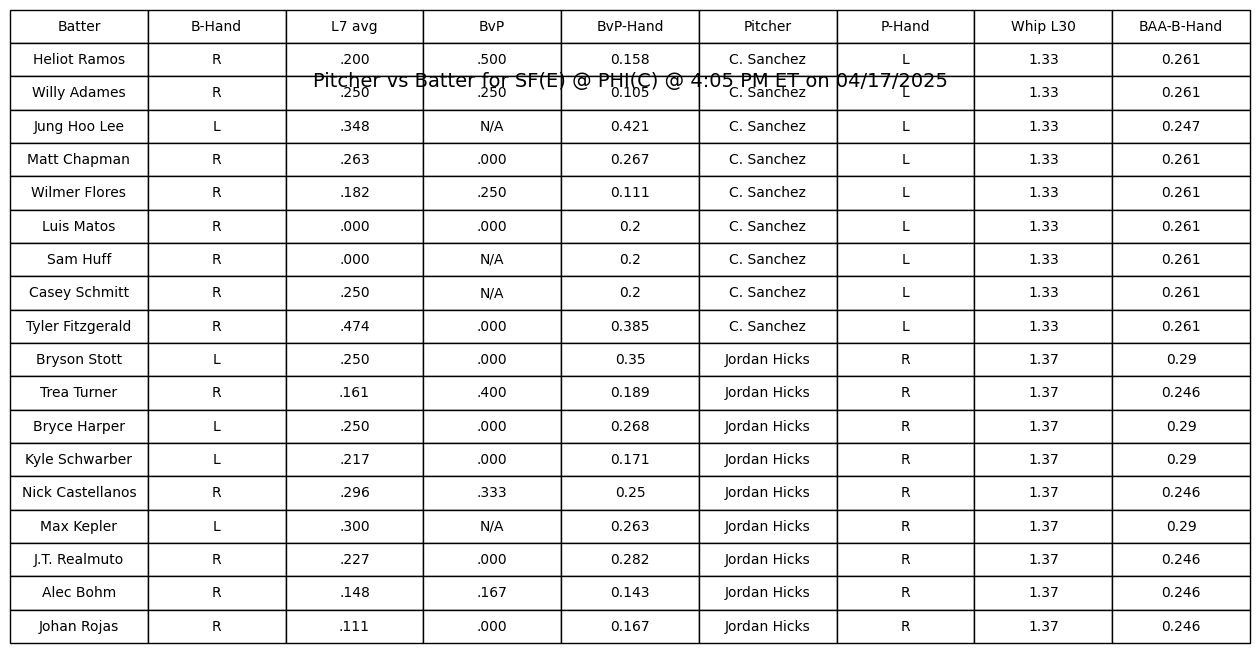 Batter B-Hand L7 avg BvP BvP-Hand Pitcher P-Hand Whip L30 BAA-B-Hand
Heliot Ramos R .200 .500 0.158 C. Sanchez L 1.33 0.261
Pitcher vs Batter for SF(E) @ PHI(C) @ 4:05 PM ET on 04/17/2025
Willy Adames R .250 .250 0.105 C. Sanchez L 1.33 0.261
Jung Hoo Lee L .348 N/A 0.421 C. Sanchez L 1.33 0.247
Matt Chapman R .263 .000 0.267 C. Sanchez L 1.33 0.261
Wilmer Flores R .182 .250 0.111 C. Sanchez L 1.33 0.261
Luis Matos R .000 .000 0.2 C. Sanchez L 1.33 0.261
Sam Huff R .000 N/A 0.2 C. Sanchez L 1.33 0.261
Casey Schmitt R .250 N/A 0.2 C. Sanchez L 1.33 0.261
Tyler Fitzgerald R .474 .000 0.385 C. Sanchez L 1.33 0.261
Bryson Stott L .250 .000 0.35 Jordan Hicks R 1.37 0.29
Trea Turner R .161 .400 0.189 Jordan Hicks R 1.37 0.246
Bryce Harper L .250 .000 0.268 Jordan Hicks R 1.37 0.29
Kyle Schwarber L .217 .000 0.171 Jordan Hicks R 1.37 0.29
Nick Castellanos R .296 .333 0.25 Jordan Hicks R 1.37 0.246
Max Kepler L .300 N/A 0.263 Jordan Hicks R 1.37 0.29
J.T. Realmuto R .227 .000 0.282 Jordan Hicks R 1.37 0.246
Alec Bohm R .148 .167 0.143 Jordan Hicks R 1.37 0.246
Johan Rojas R .111 .000 0.167 Jordan Hicks R 1.37 0.246